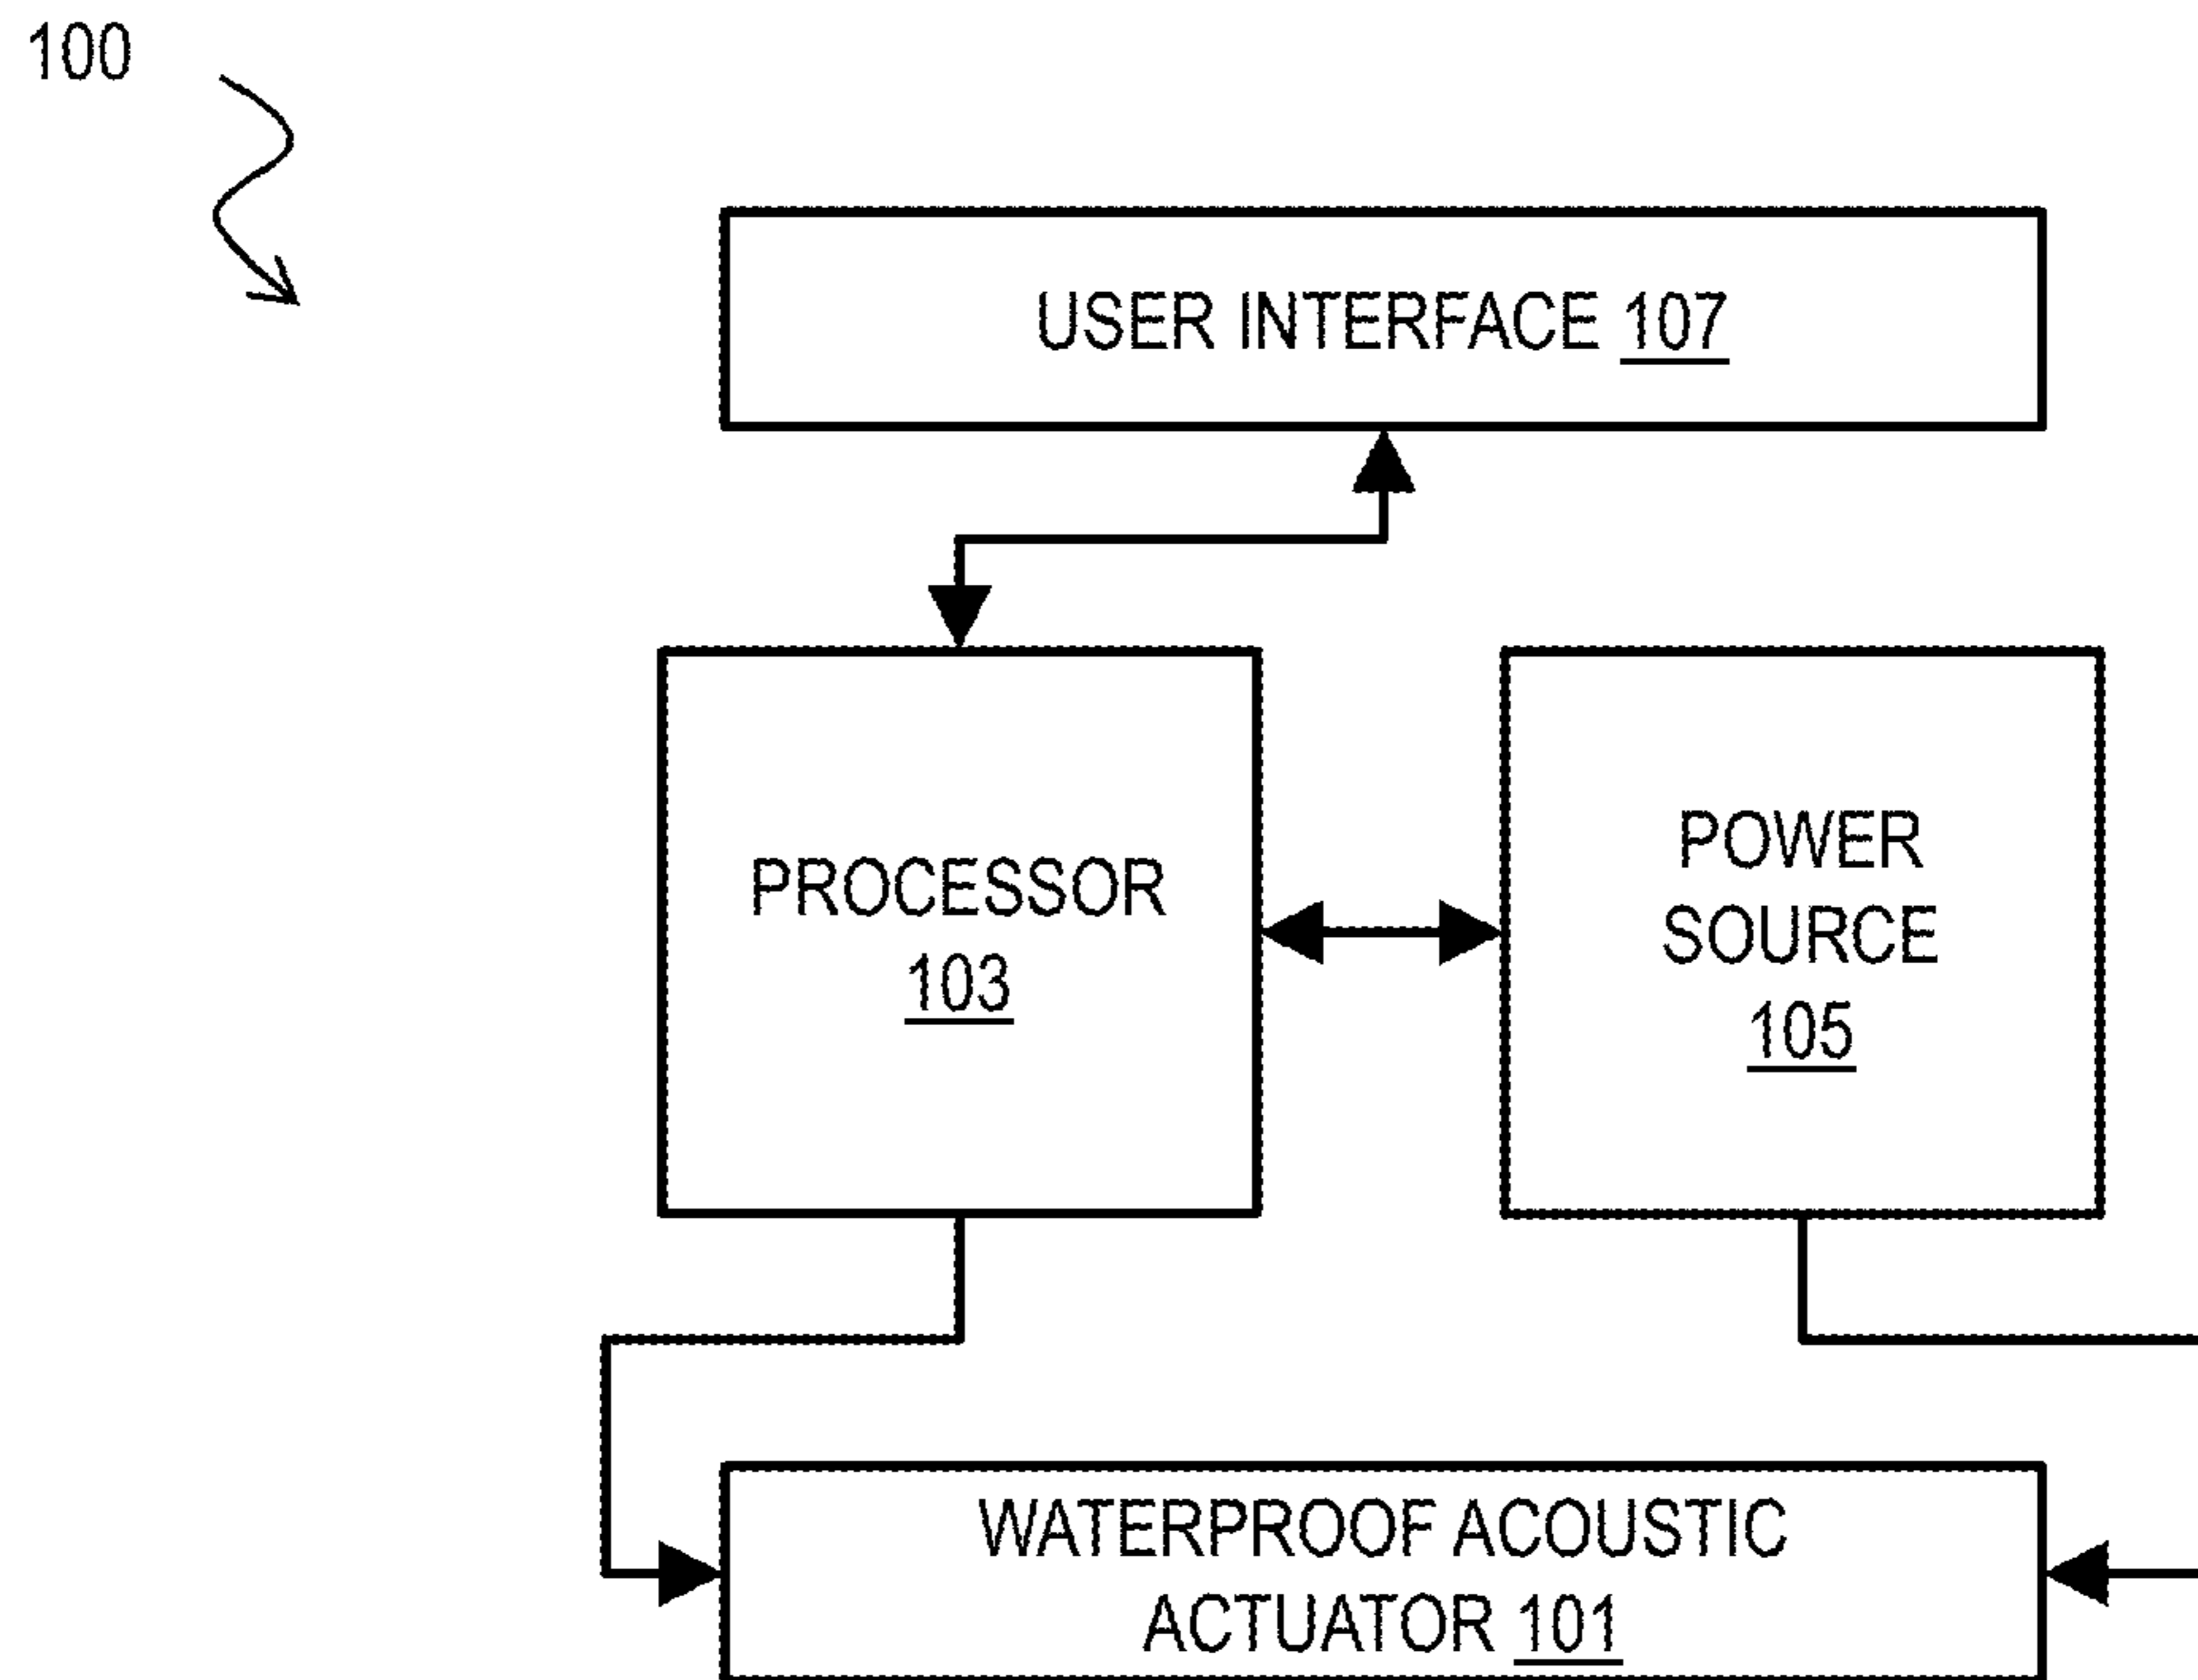 100
USER INTERFACE 107
PROCESSOR
103
POWER
SOURCE
105
WATERPROOF ACOUSTIC
ACTUATOR 101